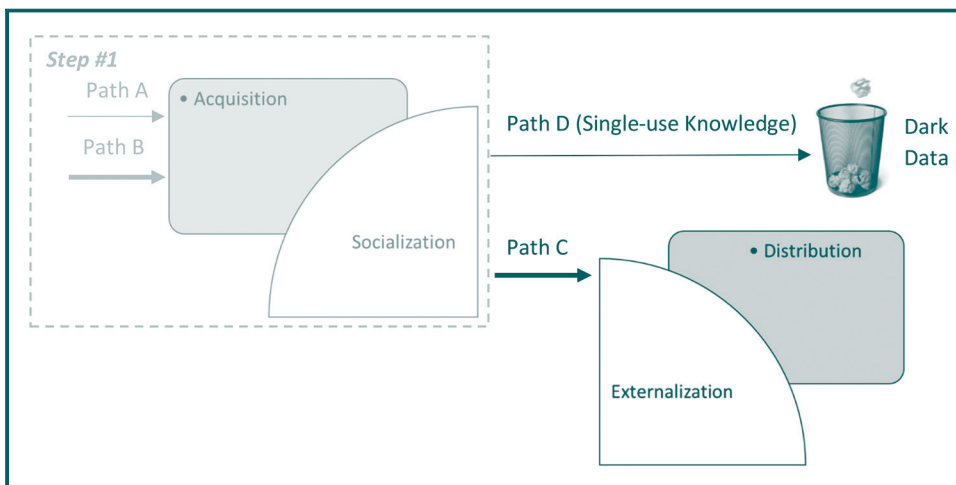 Step #1
Path A
• Acquisition
Path B
Socialization
Path D (Single-use Knowledge)
Dark
Data
Path C
• Distribution
Externalization